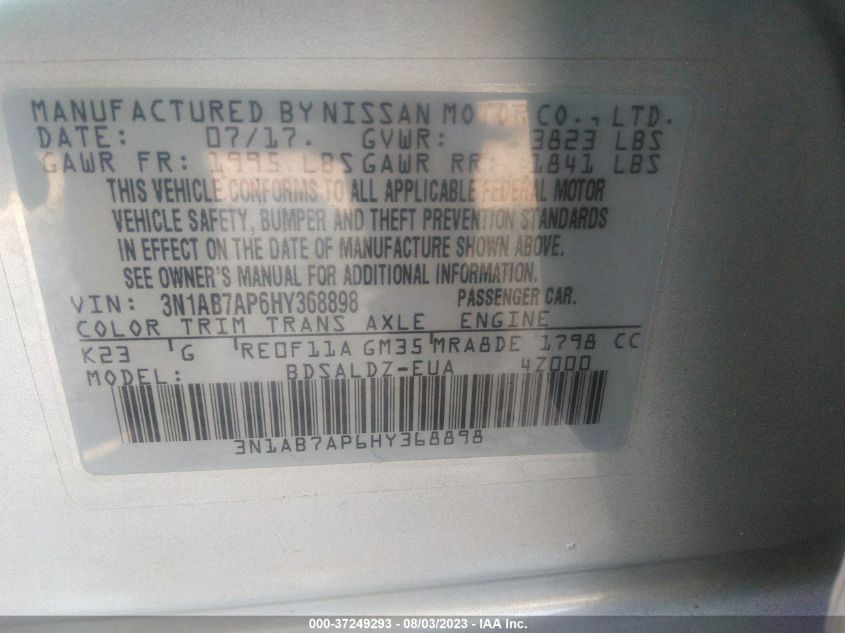 MANUFACTURED BY NISSAN MOTOR CO., LTD.
DATE: 07/17. GVWR: 3823 LBS
GAWR FR: 1995 LBS GAWR RR: 1841 LBS
THIS VEHICLE CONFORMS TO ALL APPLICABLE FEDERAL MOTOR
VEHICLE SAFETY, BUMPER AND THEFT PREVENTION STANDARDS
IN EFFECT ON THE DATE OF MANUFACTURE SHOWN ABOVE.
SEE OWNER'S MANUAL FOR ADDITIONAL INFORMATION.
VIN: 3N1AB7AP6HY368898 PASSENGER CAR.
COLOR TRIM TRANS AXLE ENGINE
K23 G RE0F11A GM35 MRA8DE 1798 CC
MODEL: BDSALDZ-EUA 4Z000
3N1AB7AP6HY368898
000-37249293 - 08/03/2023 - IAA Inc.